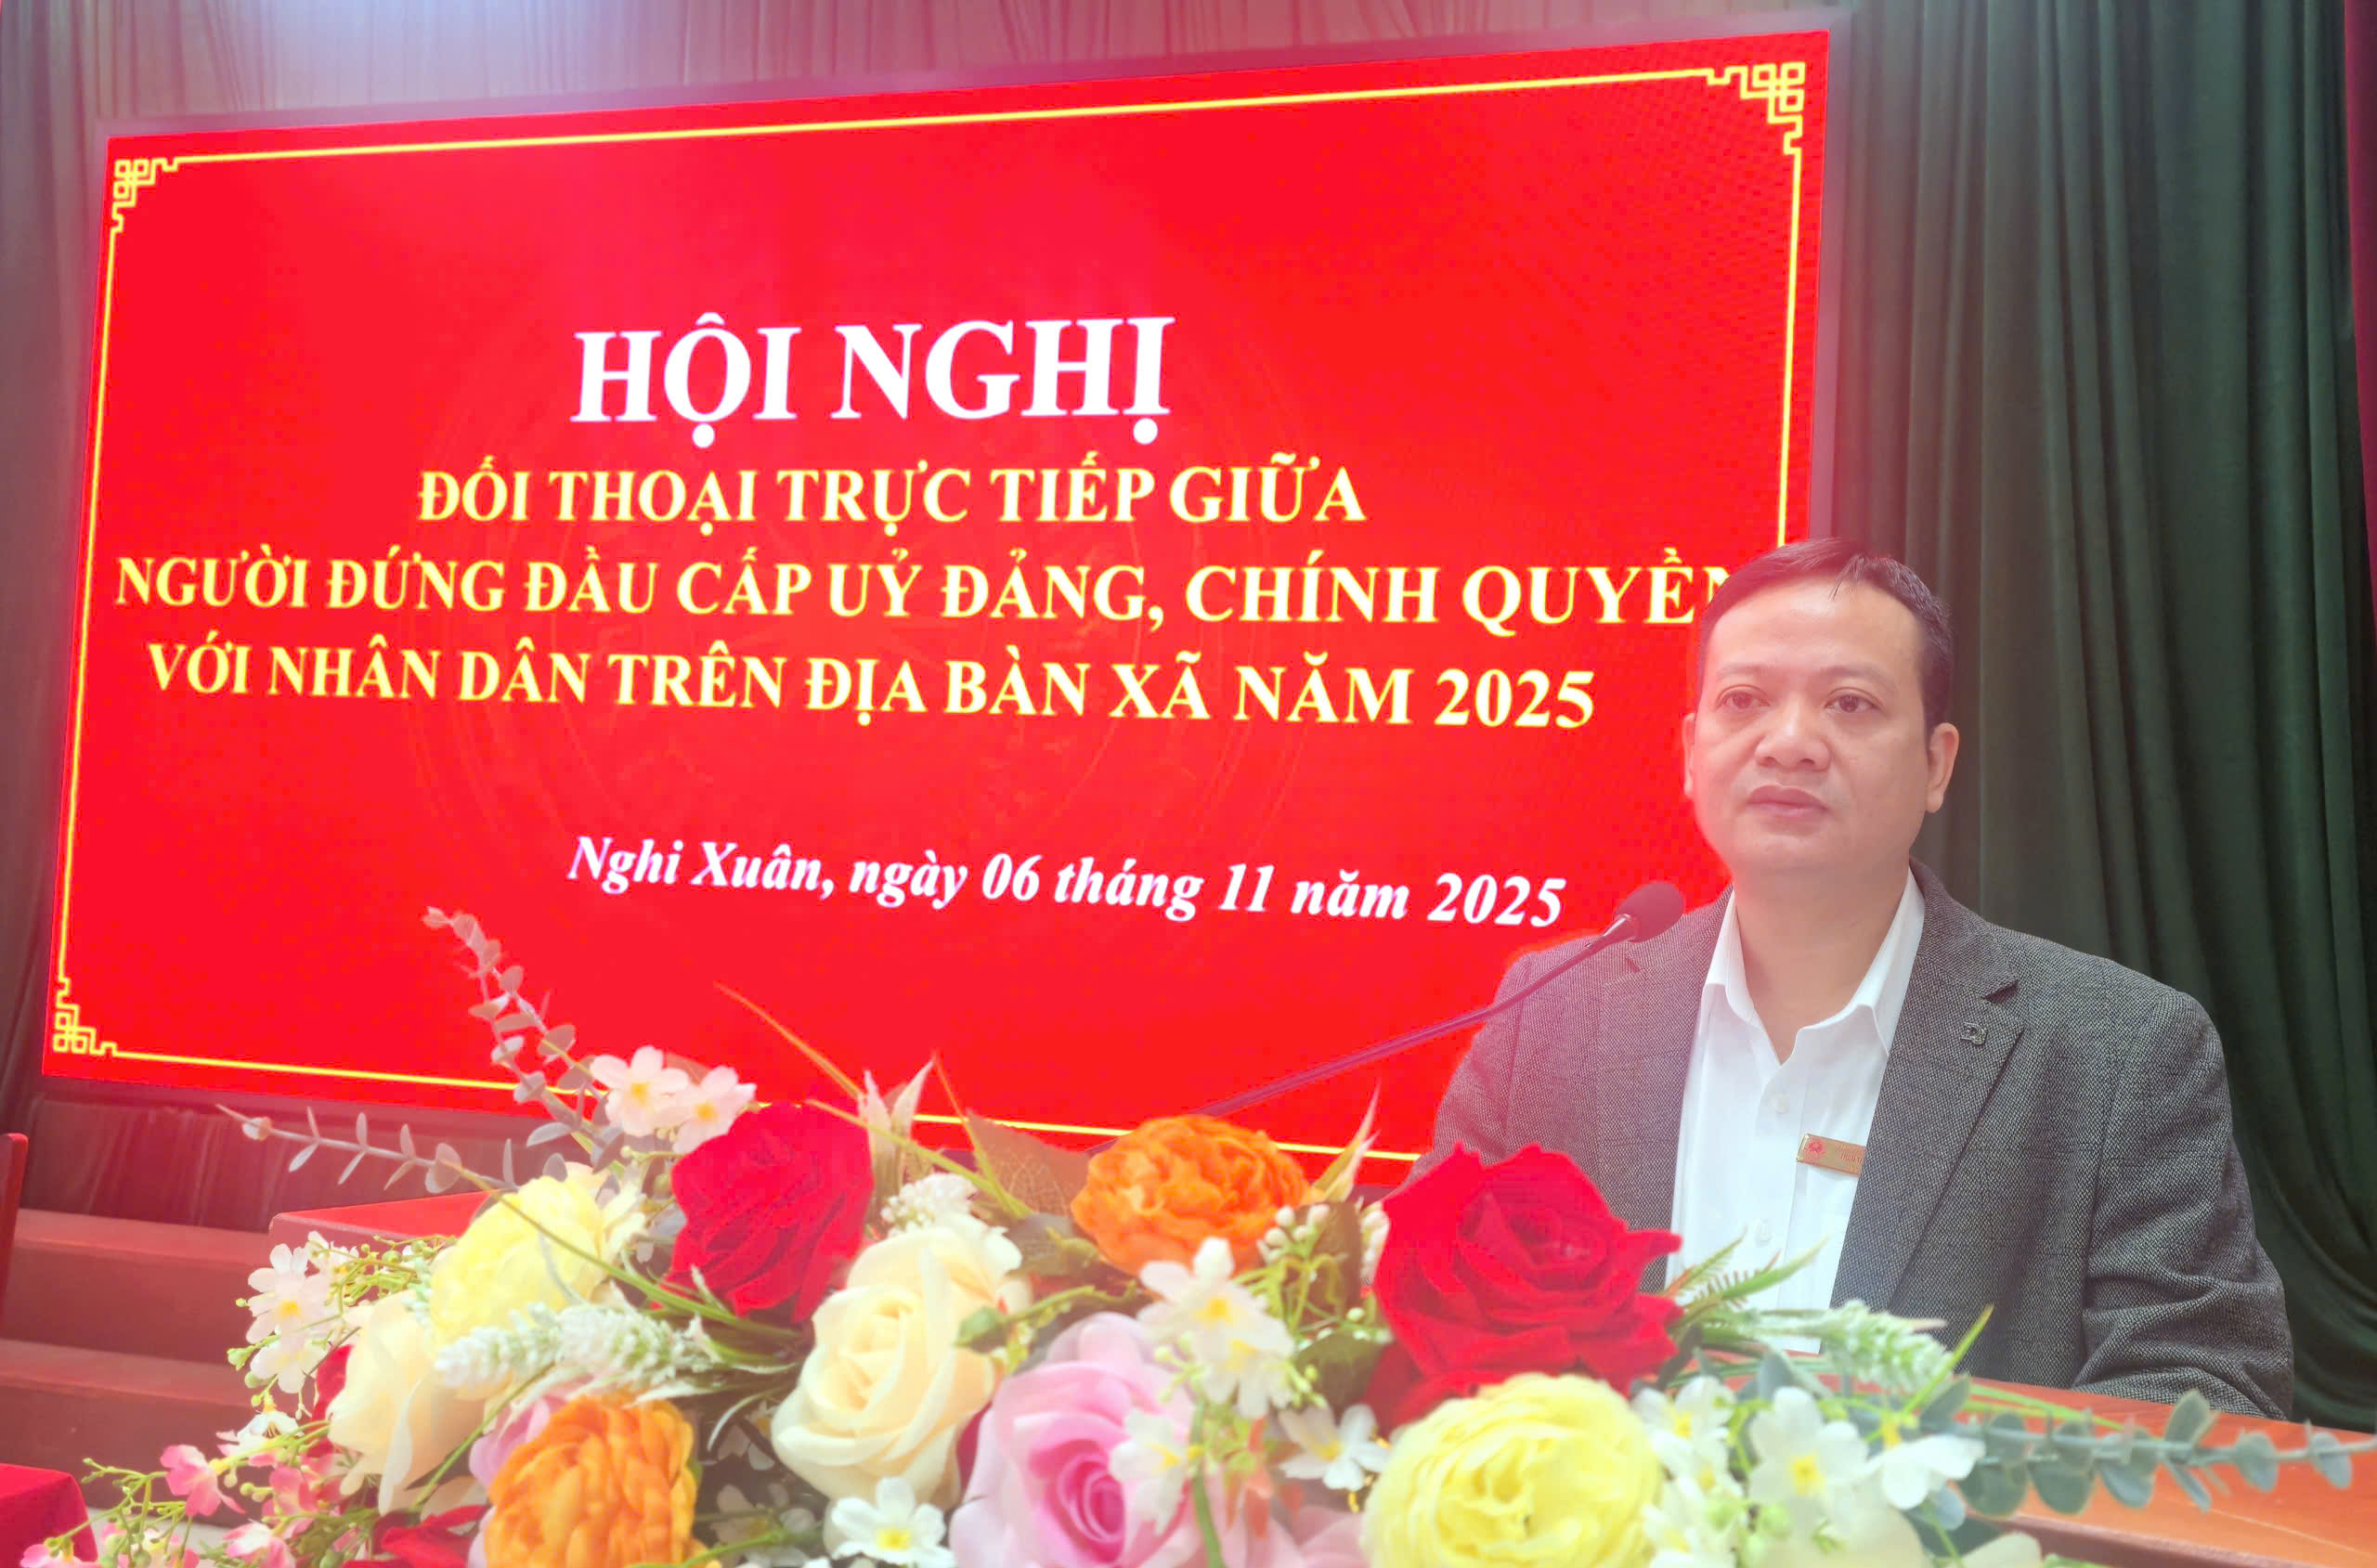 HỘI NGHỊ
ĐỐI THOẠI TRỰC TIẾP GIỮA
NGƯỜI ĐỨNG ĐẦU CẤP UỶ ĐẢNG, CHÍNH QUYỀN
VỚI NHÂN DÂN TRÊN ĐỊA BÀN XÃ NĂM 2025
Nghi Xuân, ngày 06 tháng 11 năm 2025